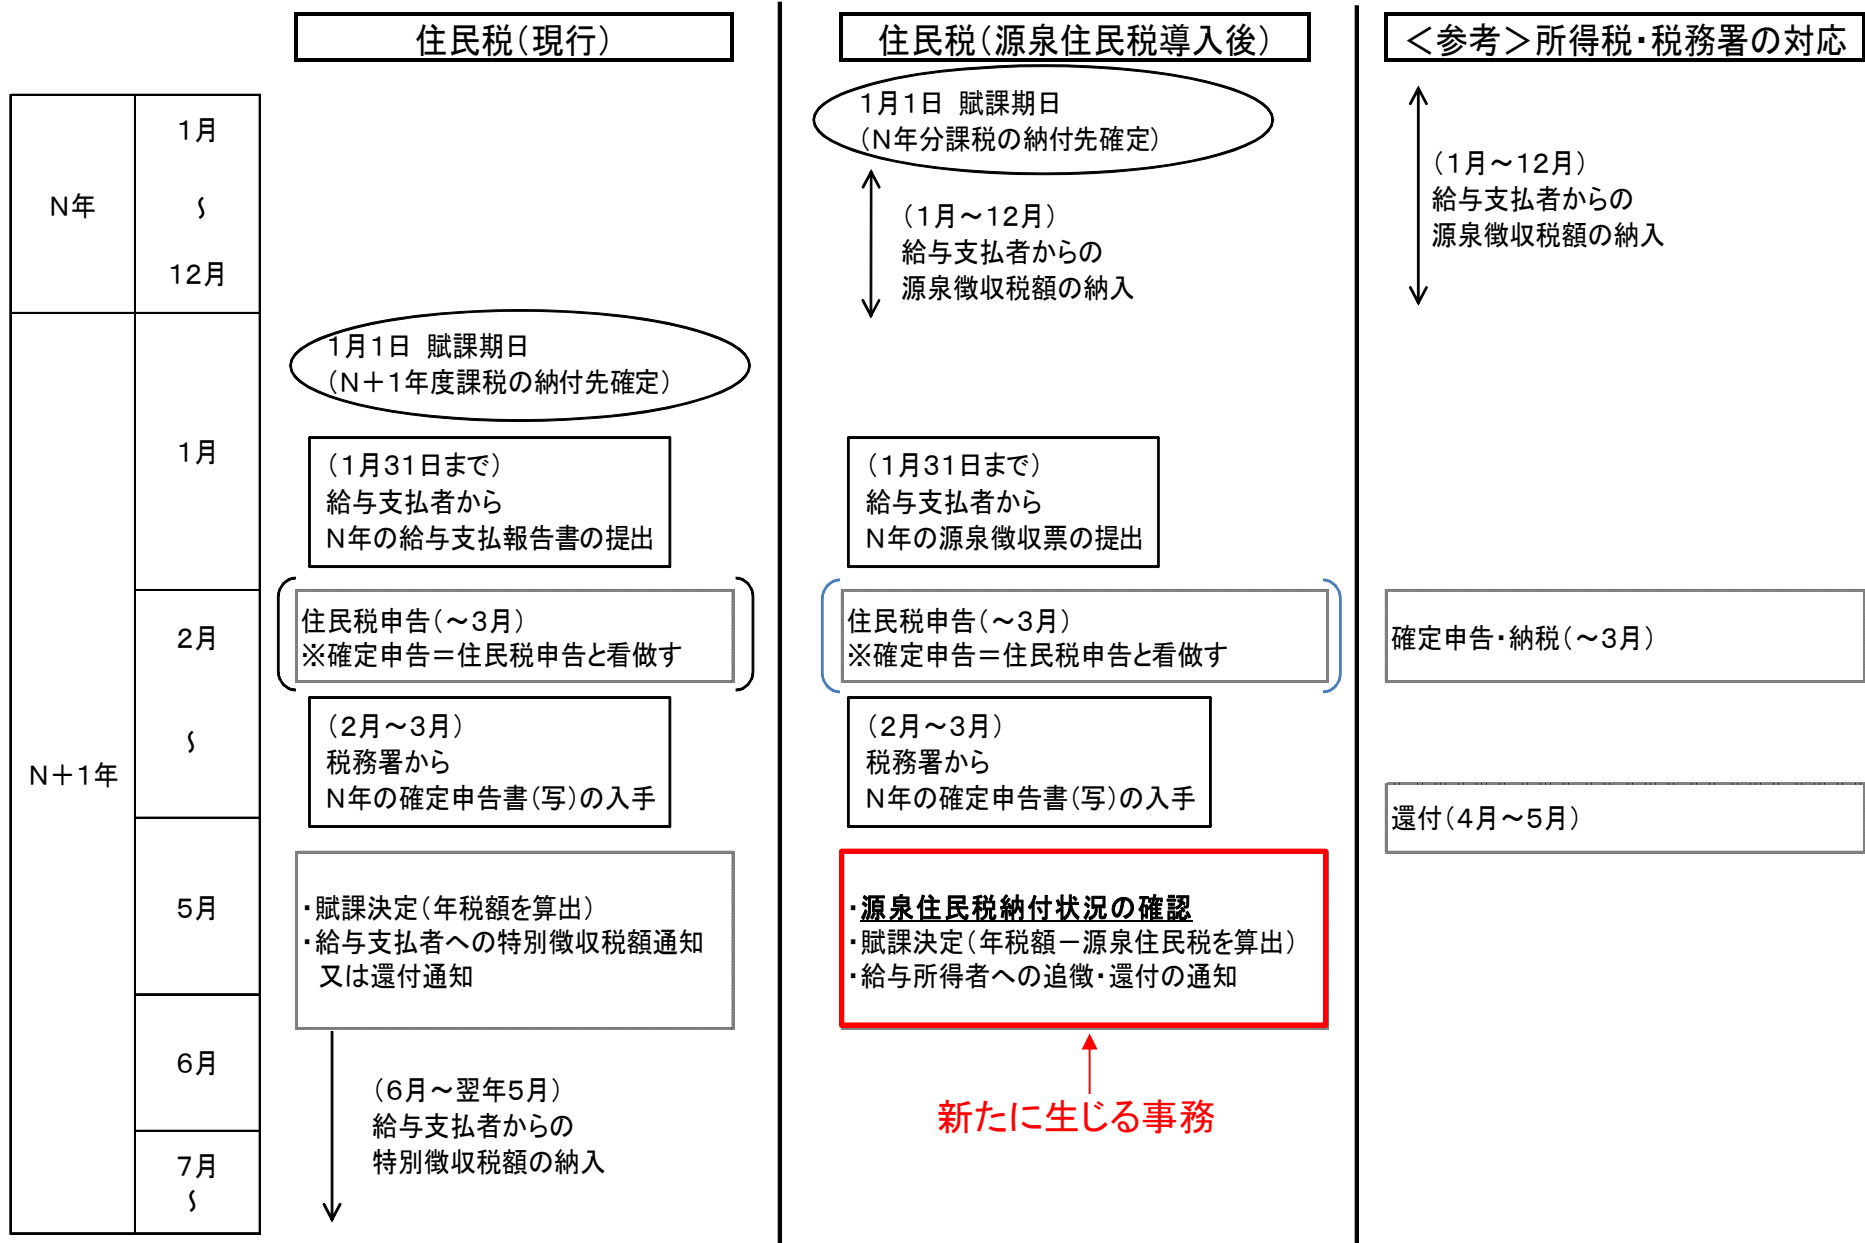 住民税（現行）
住民税（源泉住民税導入後）
＜参考＞所得税・税務署の対応
N年
1月
～
12月
N＋1年
1月
2月
～
5月
6月
7月
～
1月1日 賦課期日
（N＋1年度課税の納付先確定）
（1月31日まで）
給与支払者から
N年の給与支払報告書の提出
住民税申告（～3月）
※確定申告＝住民税申告と看做す
（2月～3月）
税務署から
N年の確定申告書（写）の入手
・賦課決定（年税額を算出）
・給与支払者への特別徴収税額通知
又は還付通知
（6月～翌年5月）
給与支払者からの
特別徴収税額の納入
1月1日 賦課期日
（N年分課税の納付先確定）
（1月～12月）
給与支払者からの
源泉徴収税額の納入
（1月31日まで）
給与支払者から
N年の源泉徴収票の提出
住民税申告（～3月）
※確定申告＝住民税申告と看做す
（2月～3月）
税務署から
N年の確定申告書（写）の入手
・源泉住民税納付状況の確認
・賦課決定（年税額－源泉住民税を算出）
・給与所得者への追徴・還付の通知
新たに生じる事務
（1月～12月）
給与支払者からの
源泉徴収税額の納入
確定申告・納税（～3月）
還付（4月～5月）